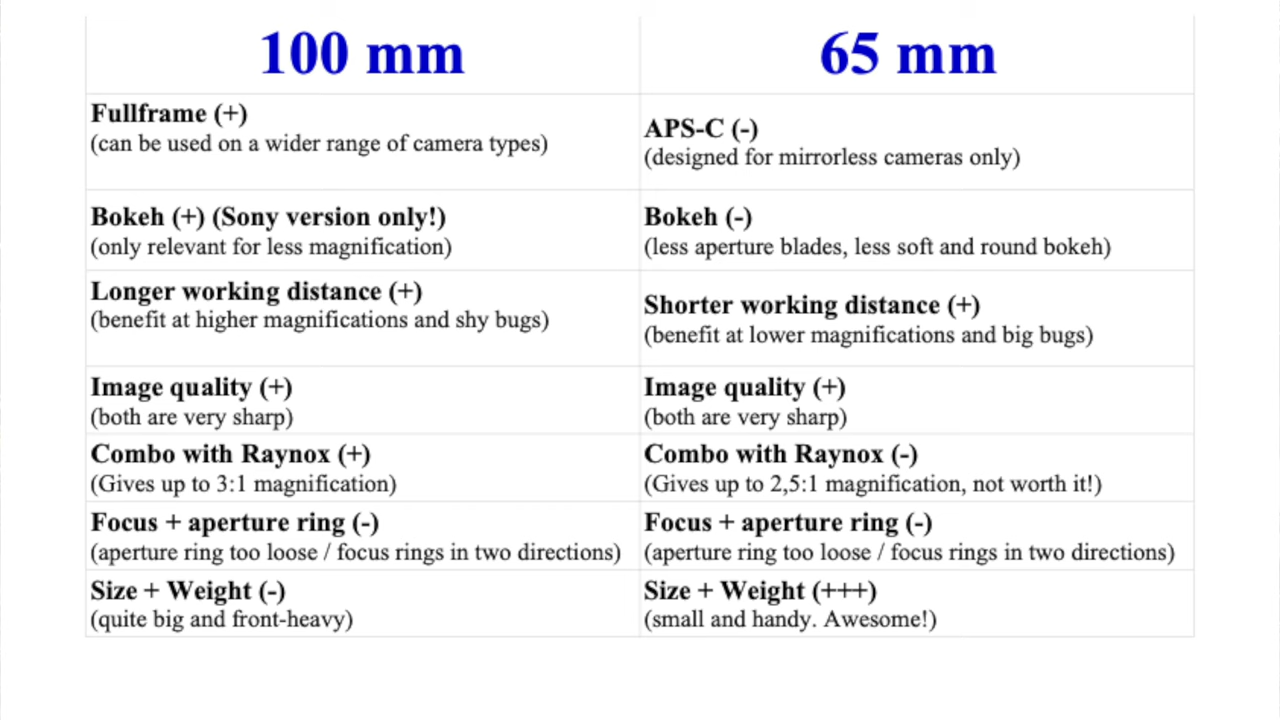 100 mm
65 mm
Fullframe (+)
(can be used on a wider range of camera types)
APS-C (-)
(designed for mirrorless cameras only)
Bokeh (+) (Sony version only!)
(only relevant for less magnification)
Bokeh (-)
(less aperture blades, less soft and round bokeh)
Longer working distance (+)
(benefit at higher magnifications and shy bugs)
Shorter working distance (+)
(benefit at lower magnifications and big bugs)
Image quality (+)
(both are very sharp)
Image quality (+)
(both are very sharp)
Combo with Raynox (+)
(Gives up to 3:1 magnification)
Combo with Raynox (-)
(Gives up to 2,5:1 magnification, not worth it!)
Focus + aperture ring (-)
(aperture ring too loose / focus rings in two directions)
Focus + aperture ring (-)
(aperture ring too loose / focus rings in two directions)
Size + Weight (-)
(quite big and front-heavy)
Size + Weight (+++)
(small and handy. Awesome!)